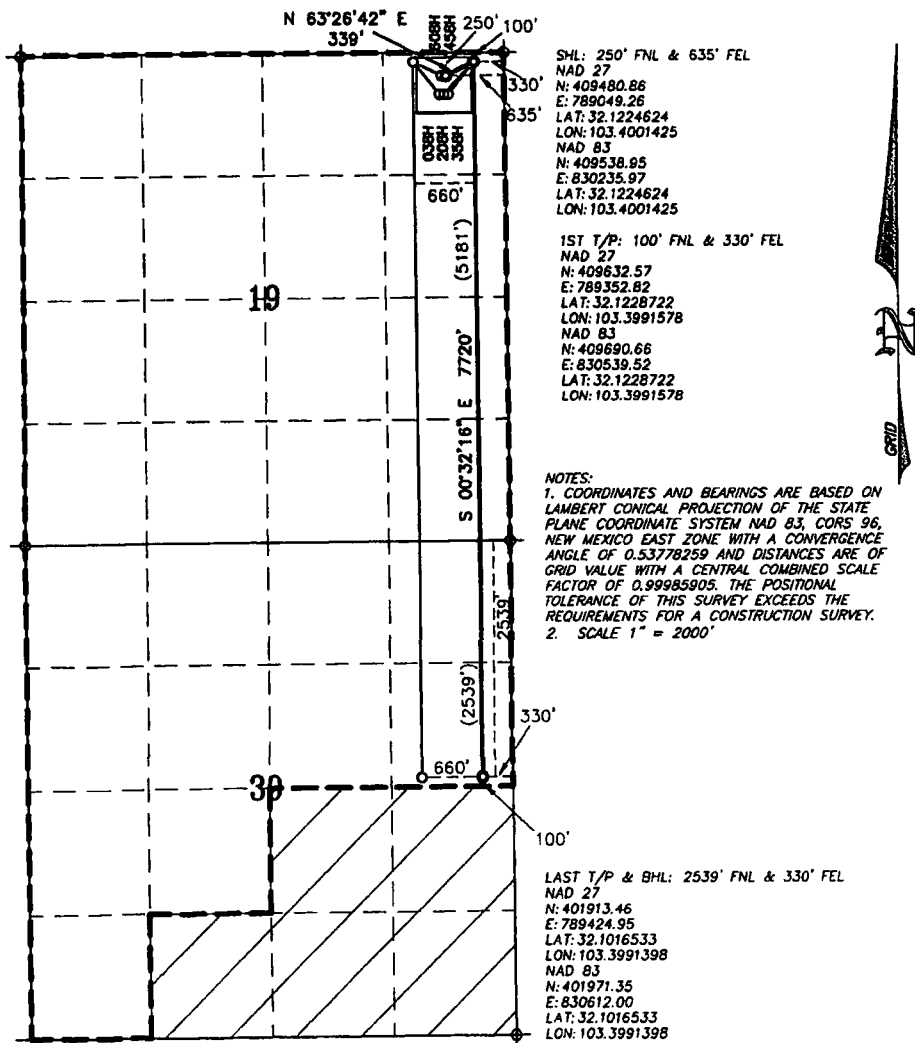 N 63°26'42" E
339'
250'
100'
608H
458H
330'
635'
038H
208H
358H
660'
S 00°32'16" E 7720'
(5181')
19
2539'
(2539')
330'
660'
30
100'
SHL: 250' FNL & 635' FEL
NAD 27
N: 409480.86
E: 789049.26
LAT: 32.1224624
LON: 103.4001425
NAD 83
N: 409538.95
E: 830235.97
LAT: 32.1224624
LON: 103.4001425
1ST T/P: 100' FNL & 330' FEL
NAD 27
N: 409632.57
E: 789352.82
LAT: 32.1228722
LON: 103.3991578
NAD 83
N: 409690.66
E: 830539.52
LAT: 32.1228722
LON: 103.3991578
GRID
NOTES:
1. COORDINATES AND BEARINGS ARE BASED ON
LAMBERT CONICAL PROJECTION OF THE STATE
PLANE COORDINATE SYSTEM NAD 83, CORS 96,
NEW MEXICO EAST ZONE WITH A CONVERGENCE
ANGLE OF 0.53778259 AND DISTANCES ARE OF
GRID VALUE WITH A CENTRAL COMBINED SCALE
FACTOR OF 0.99985905. THE POSITIONAL
TOLERANCE OF THIS SURVEY EXCEEDS THE
REQUIREMENTS FOR A CONSTRUCTION SURVEY.
2. SCALE 1" = 2000'
LAST T/P & BHL: 2539' FNL & 330' FEL
NAD 27
N: 401913.46
E: 789424.95
LAT: 32.1016533
LON: 103.3991398
NAD 83
N: 401971.35
E: 830612.00
LAT: 32.1016533
LON: 103.3991398